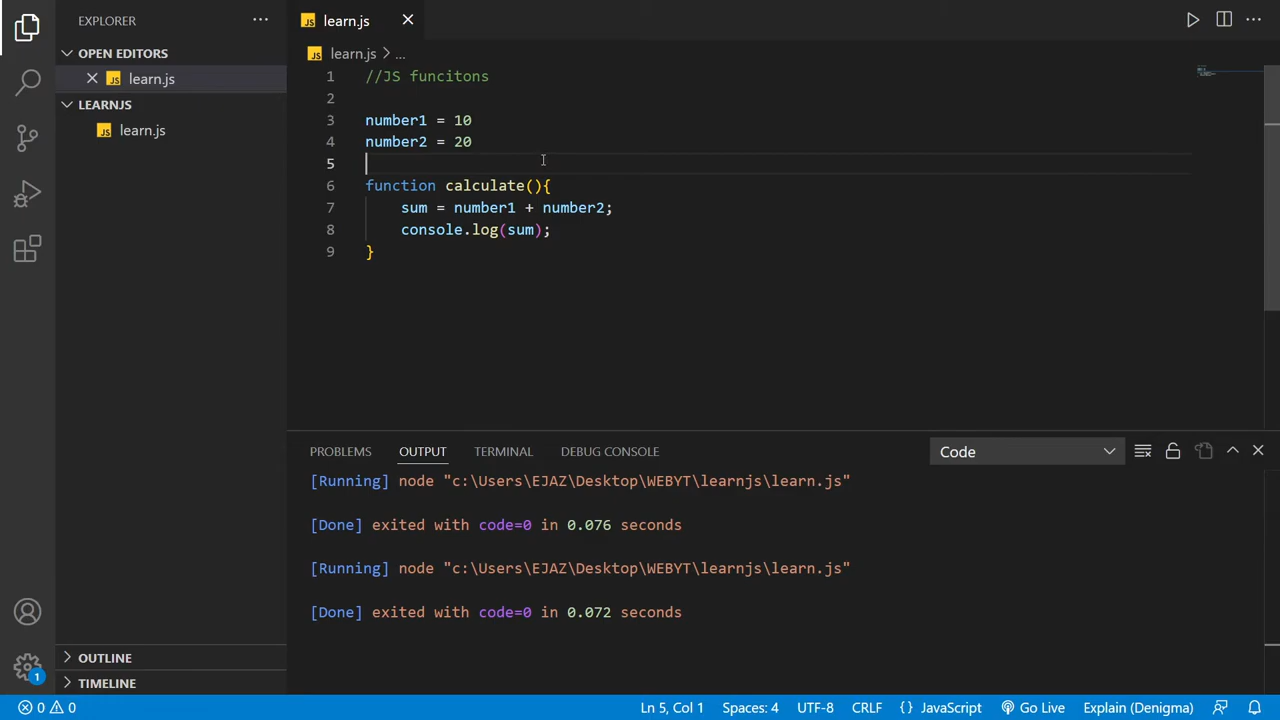 EXPLORER
OPEN EDITORS
JS learn.js
LEARNJS
JS learn.js
OUTLINE
TIMELINE
1
JS learn.js
JS learn.js > ...
1 //JS funcitons
2
3 number1 = 10
4 number2 = 20
5
6 function calculate(){
7 sum = number1 + number2;
8 console.log(sum);
9 }
PROBLEMS OUTPUT TERMINAL DEBUG CONSOLE Code
[Running] node "c:\Users\EJAZ\Desktop\WEBYT\learnjs\learn.js"
[Done] exited with code=0 in 0.076 seconds
[Running] node "c:\Users\EJAZ\Desktop\WEBYT\learnjs\learn.js"
[Done] exited with code=0 in 0.072 seconds
0 0 Ln 5, Col 1 Spaces: 4 UTF-8 CRLF {} JavaScript Go Live Explain (Denigma)